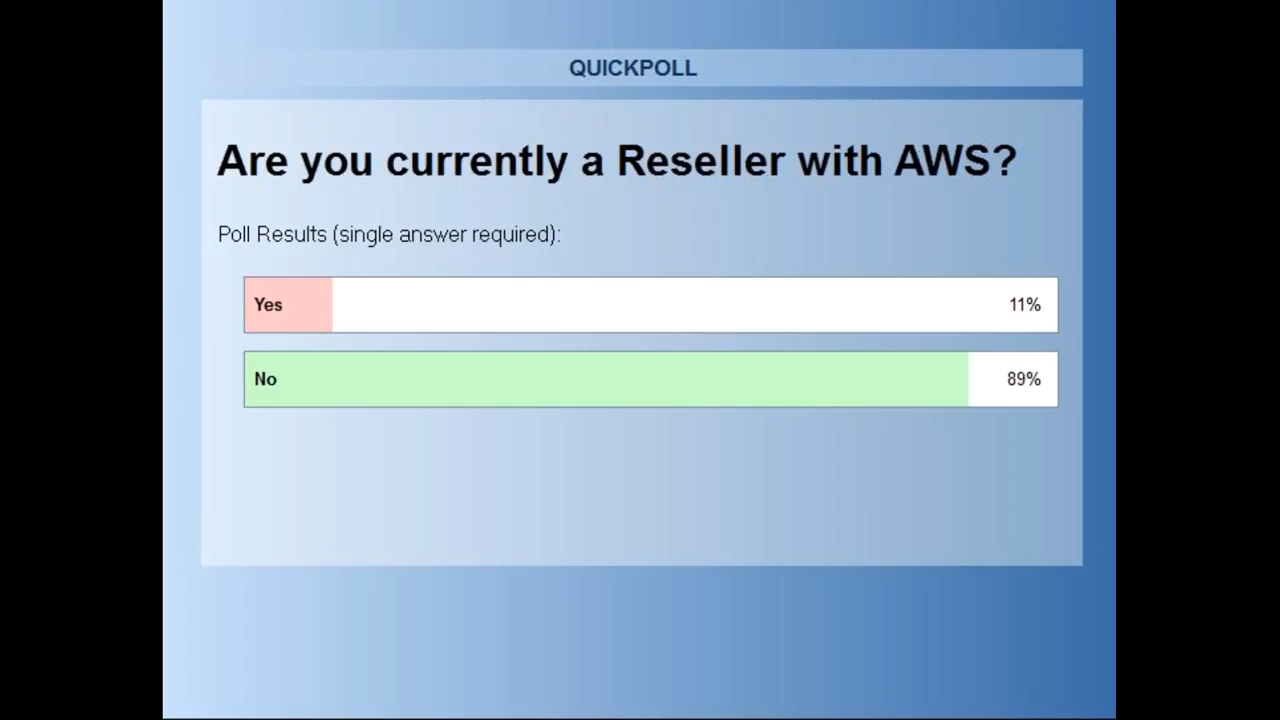 QUICKPOLL
Are you currently a Reseller with AWS?
Poll Results (single answer required):
Yes 11%
No 89%